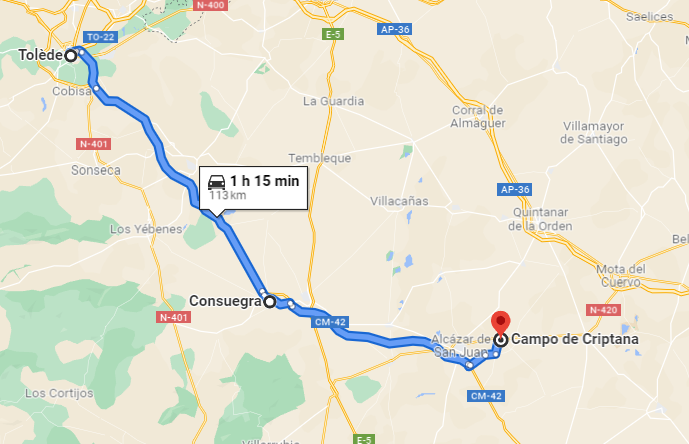 N-400
Saelices
TO-22
AP-36
E-5
Tolède
Cobisa
La Guardia
Corral de
Almaguer
Villamayor
de Santiago
N-401
Sonseca
Tembleque
1 h 15 min
113 km
AP-36
Villacañas
Quintanar
de la Orden
Los Yébenes
Mota del
Cuervo
Consuegra
N-401
CM-42
N-420
Alcázar de
San Juan
Campo de Criptana
Los Cortijos
CM-42
E-5